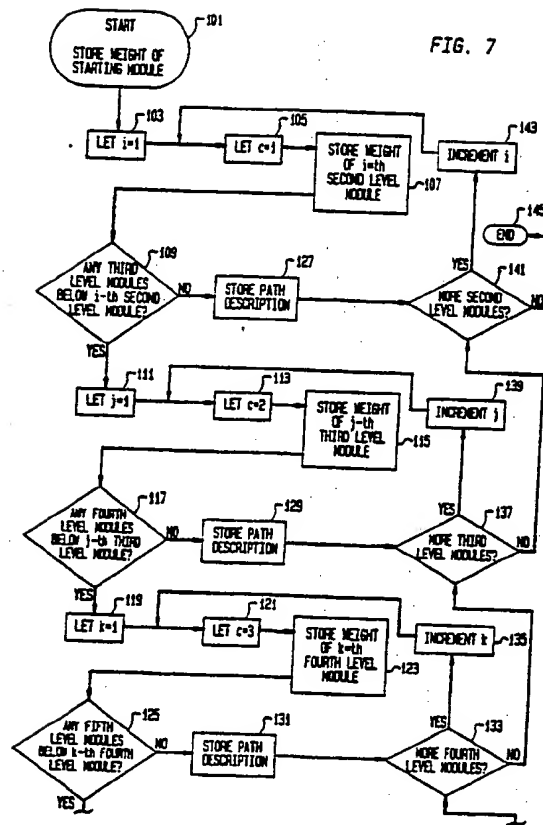 FIG. 7
START
STORE WEIGHT OF
STARTING MODULE
101
LET i=1
103
LET c=1
105
STORE WEIGHT
OF i=th
SECOND LEVEL
MODULE
107
INCREMENT i
143
145
END
ANY THIRD
LEVEL MODULES
BELOW i-th SECOND
LEVEL MODULE?
109
NO
YES
STORE PATH
DESCRIPTION
127
MORE SECOND
LEVEL MODULES?
141
YES
NO
LET j=1
111
LET c=2
113
STORE WEIGHT
OF j-th
THIRD LEVEL
MODULE
115
INCREMENT j
139
ANY FOURTH
LEVEL MODULES
BELOW j-th THIRD
LEVEL MODULE?
117
NO
YES
STORE PATH
DESCRIPTION
129
MORE THIRD
LEVEL MODULES?
137
YES
NO
LET k=1
119
LET c=3
121
STORE WEIGHT
OF k=th
FOURTH LEVEL
MODULE
123
INCREMENT k
135
ANY FIFTH
LEVEL MODULES
BELOW k-th FOURTH
LEVEL MODULE?
125
NO
YES
STORE PATH
DESCRIPTION
131
MORE FOURTH
LEVEL MODULES?
133
YES
NO